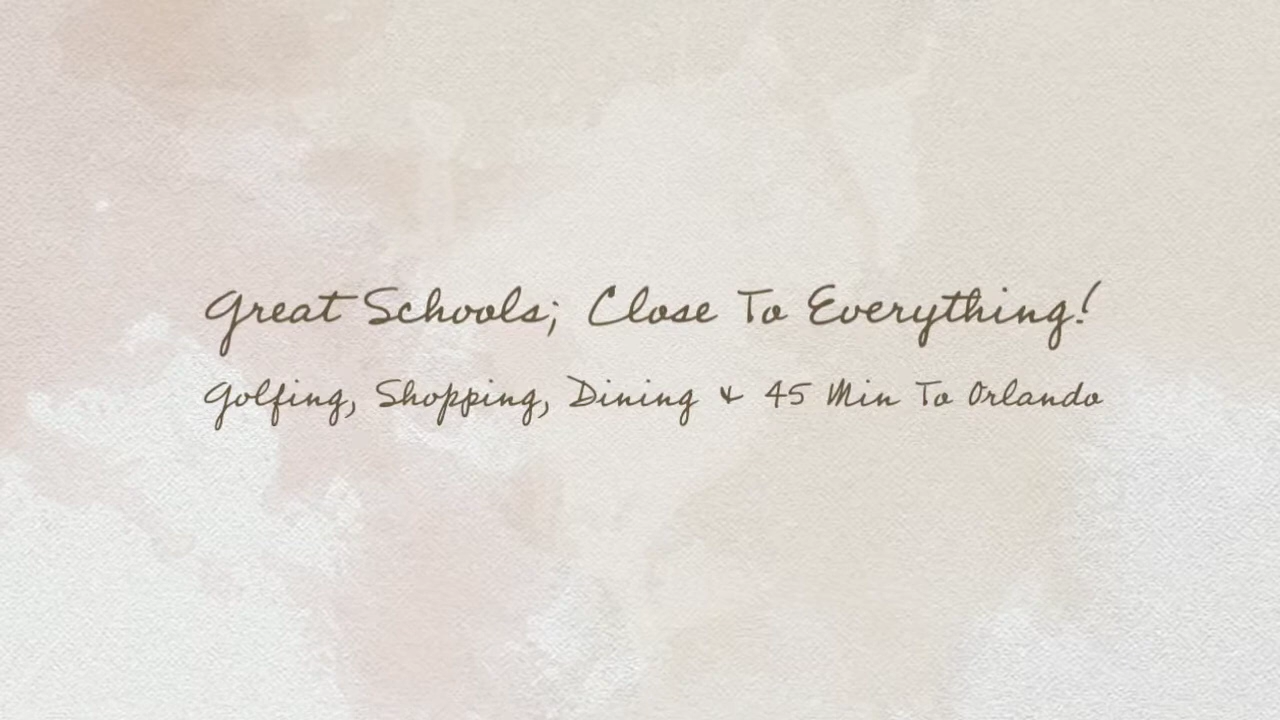 Great Schools; Close To Everything!
Golfing, Shopping, Dining & 45 Min To Orlando